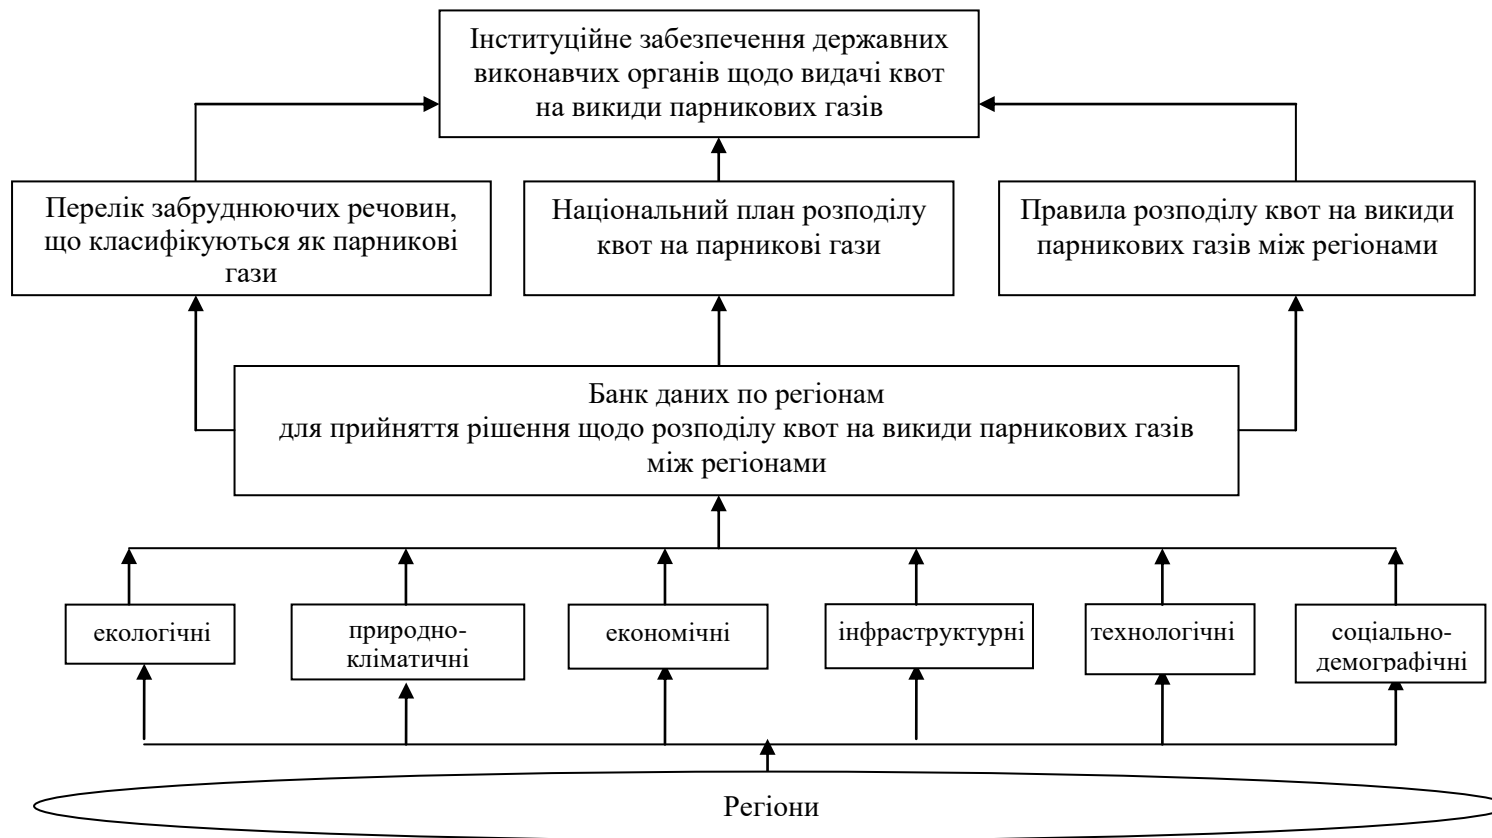 Інституційне забезпечення державних
виконавчих органів щодо видачі квот
на викиди парникових газів
Перелік забруднюючих речовин,
що класифікуються як парникові
гази
Національний план розподілу
квот на парникові гази
Правила розподілу квот на викиди
парникових газів між регіонами
Банк даних по регіонам
для прийняття рішення щодо розподілу квот на викиди парникових газів
між регіонами
екологічні
природно-
кліматичні
економічні
інфраструктурні
технологічні
соціально-
демографічні
Регіони